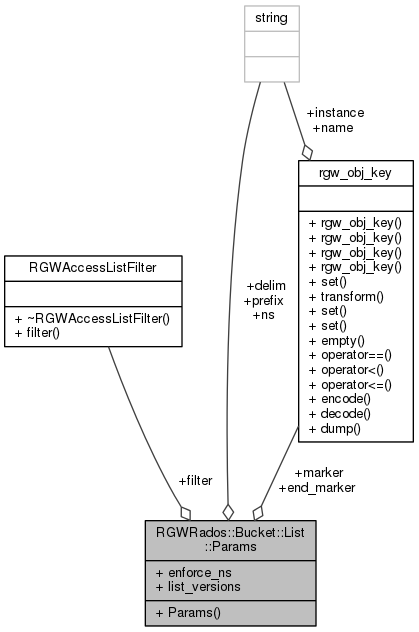 string
+instance
+name
rgw_obj_key
+ rgw_obj_key()
+ rgw_obj_key()
+ rgw_obj_key()
+ rgw_obj_key()
+ set()
+ transform()
+ set()
+ set()
+ empty()
+ operator==()
+ operator<()
+ operator<=()
+ encode()
+ decode()
+ dump()
RGWAccessListFilter
+ ~RGWAccessListFilter()
+ filter()
+delim
+prefix
+ns
+filter
+marker
+end_marker
RGWRados::Bucket::List
::Params
+ enforce_ns
+ list_versions
+ Params()